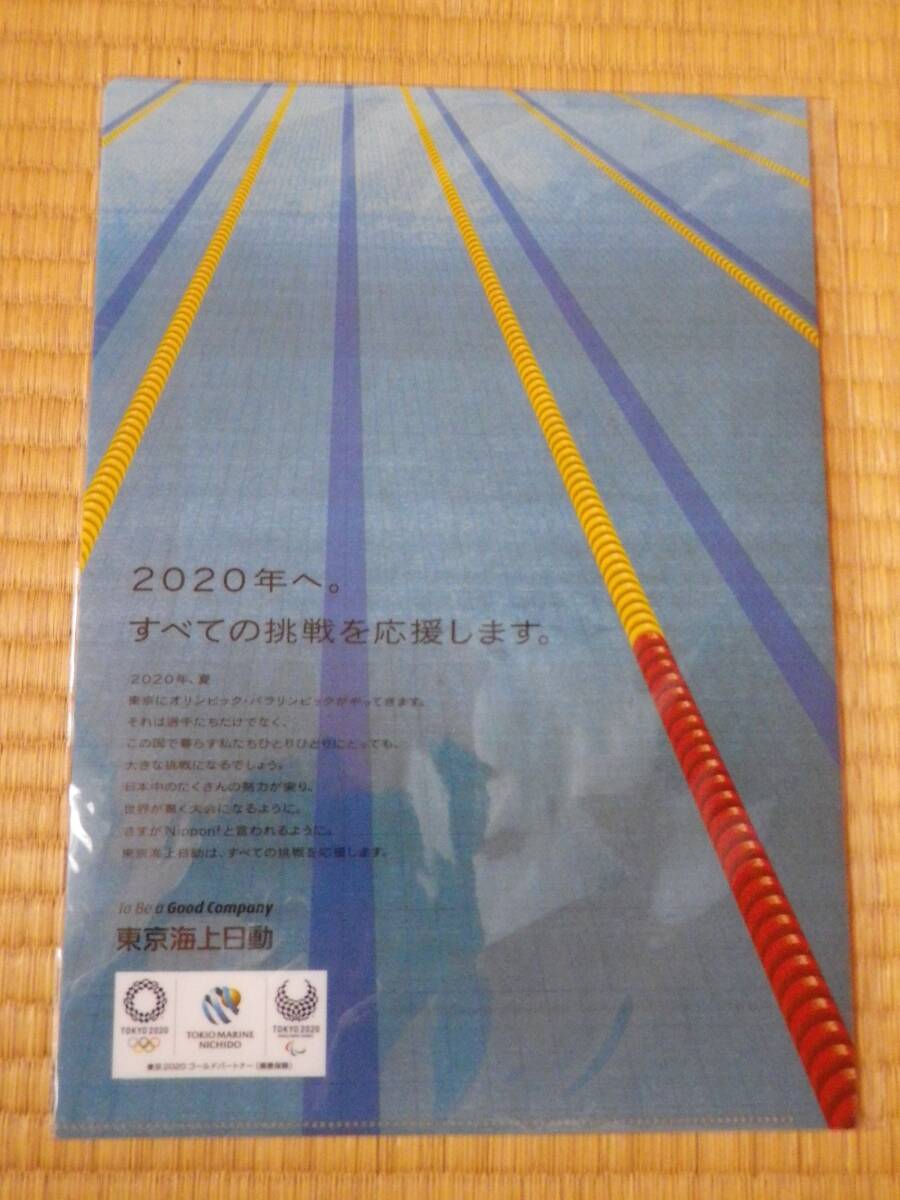 2020年へ。
すべての挑戦を応援します。
2020年、夏
東京にオリンピック・パラリンピックがやってきます。
それは選手たちだけでなく、
この国で暮らす私たちひとりひとりにとっても、
大きな挑戦になるでしょう。
日本中のたくさんの努力が実り、
世界が驚く大会になるように。
さすがNippon!と言われるように。
東京海上日動は、すべての挑戦を応援します。
To Be a Good Company
東京海上日動
TOKYO 2020
TOKIO MARINE
NICHIDO
TOKYO 2020
PARALYMPIC GAMES
東京2020 ゴールドパートナー（損害保険）